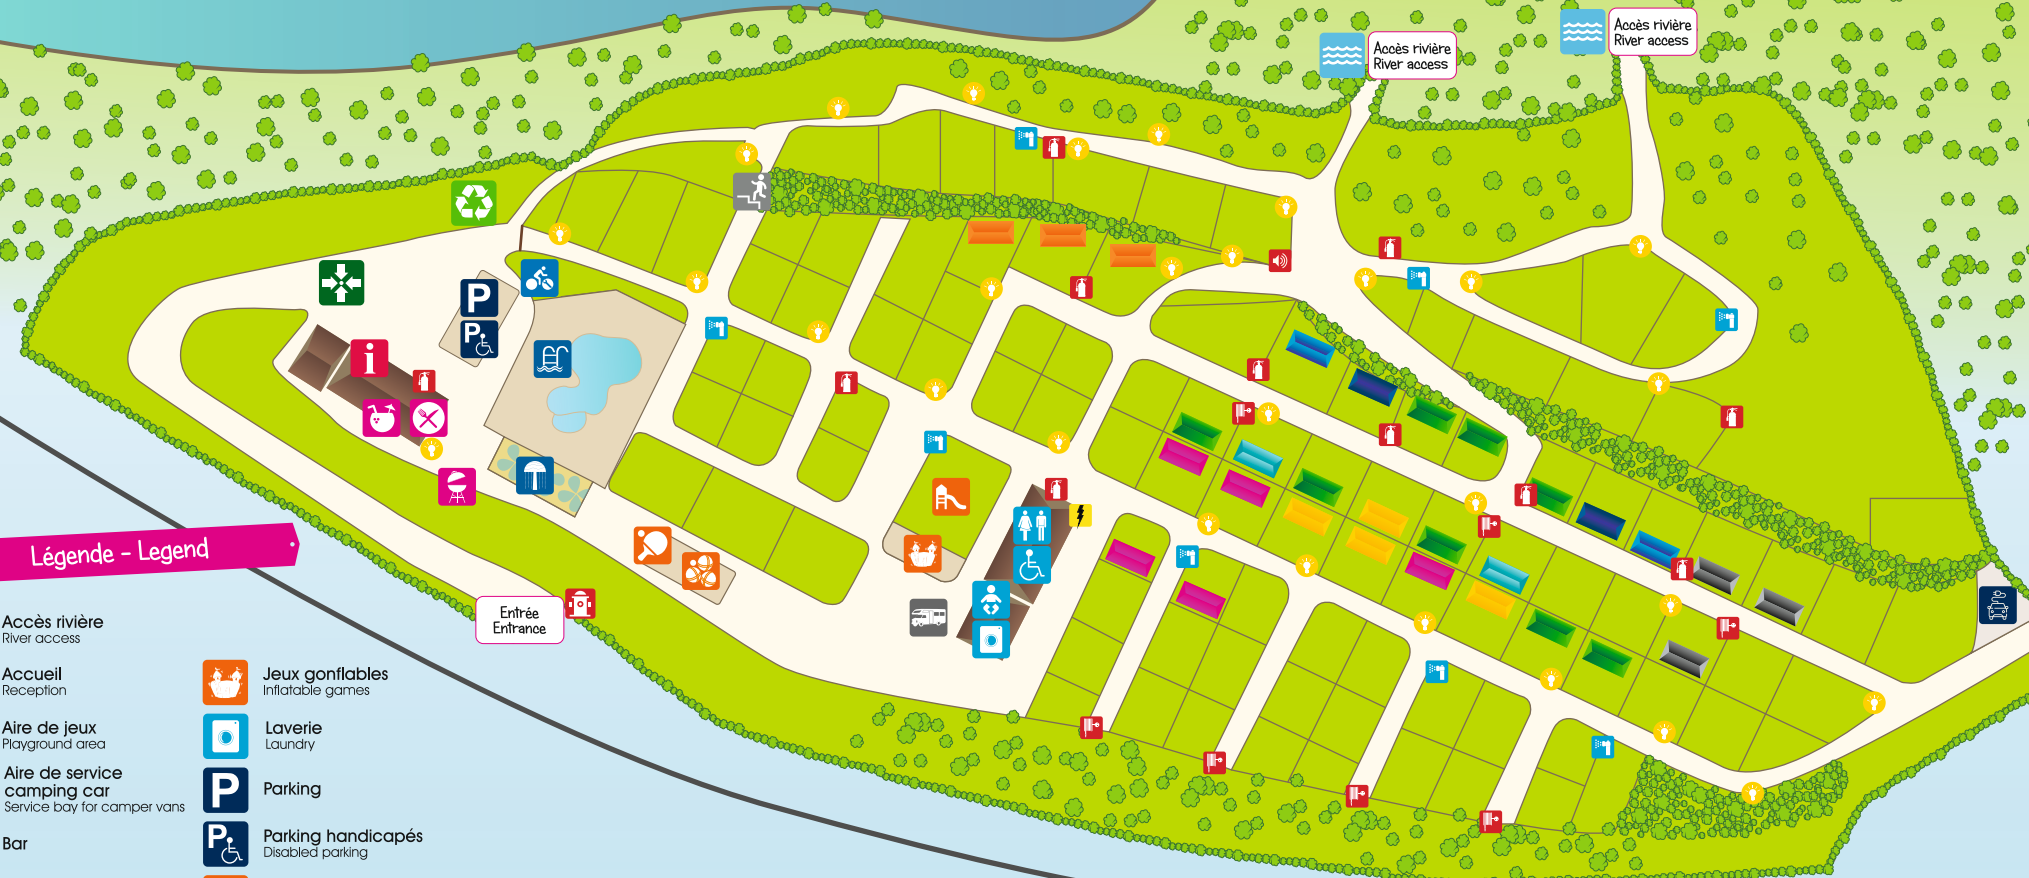 Accès rivière
River access
Accès rivière
River access
P
P
i
Légende - Legend
Entrée
Entrance
Accès rivière
River access
Accueil
Reception
Aire de jeux
Playground area
Aire de service
camping car
Service bay for camper vans
Bar
Jeux gonflables
Inflatable games
Laverie
Laundry
P
Parking
P
Parking handicapés
Disabled parking